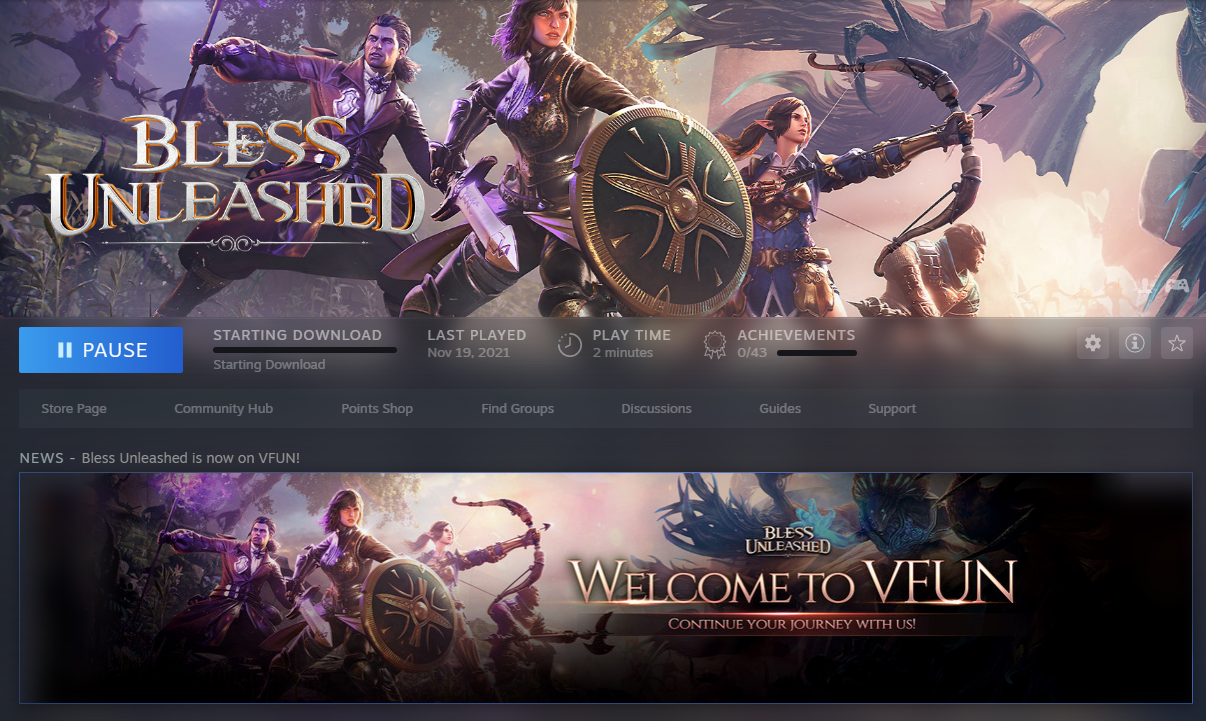 BLESS
UNLEASHED
PAUSE
STARTING DOWNLOAD
Starting Download
LAST PLAYED
Nov 19, 2021
PLAY TIME
2 minutes
ACHIEVEMENTS
0/43
Store Page
Community Hub
Points Shop
Find Groups
Discussions
Guides
Support
NEWS - Bless Unleashed is now on VFUN!
BLESS
UNLEASHED
WELCOME TO VFUN
CONTINUE YOUR JOURNEY WITH US!